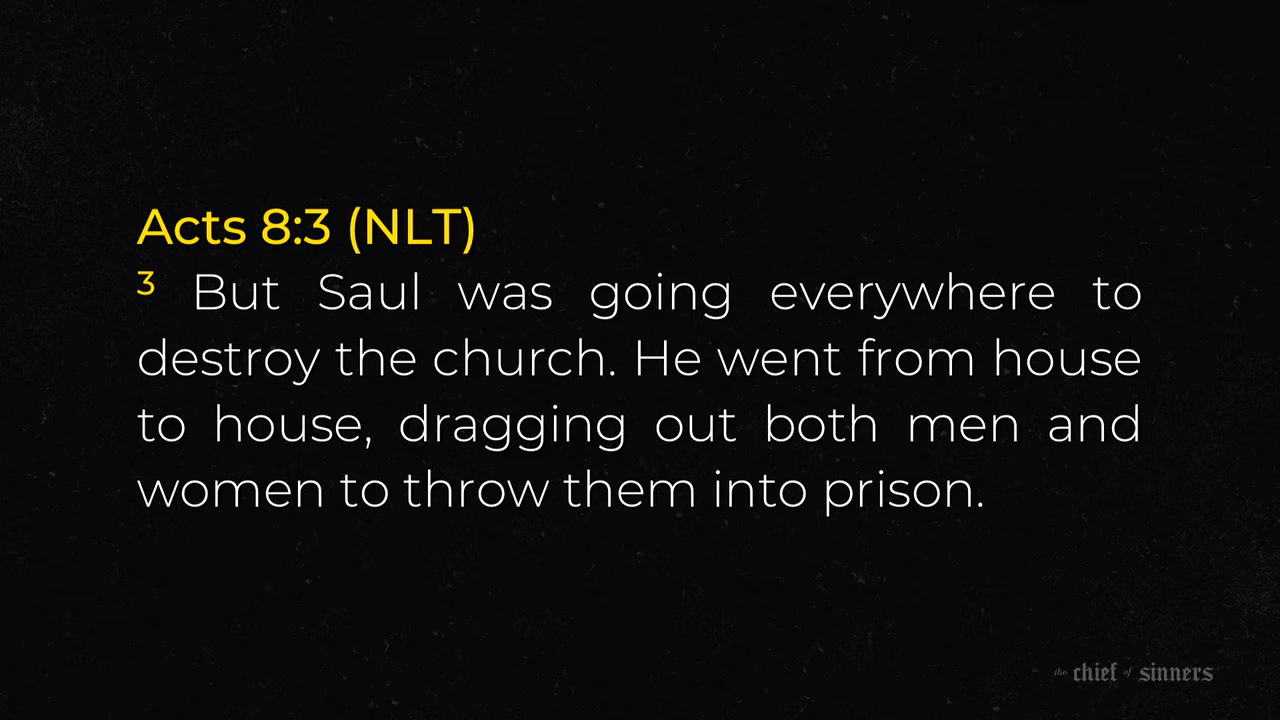 Acts 8:3 (NLT)
3 But Saul was going everywhere to
destroy the church. He went from house
to house, dragging out both men and
women to throw them into prison.
the chief of sinners